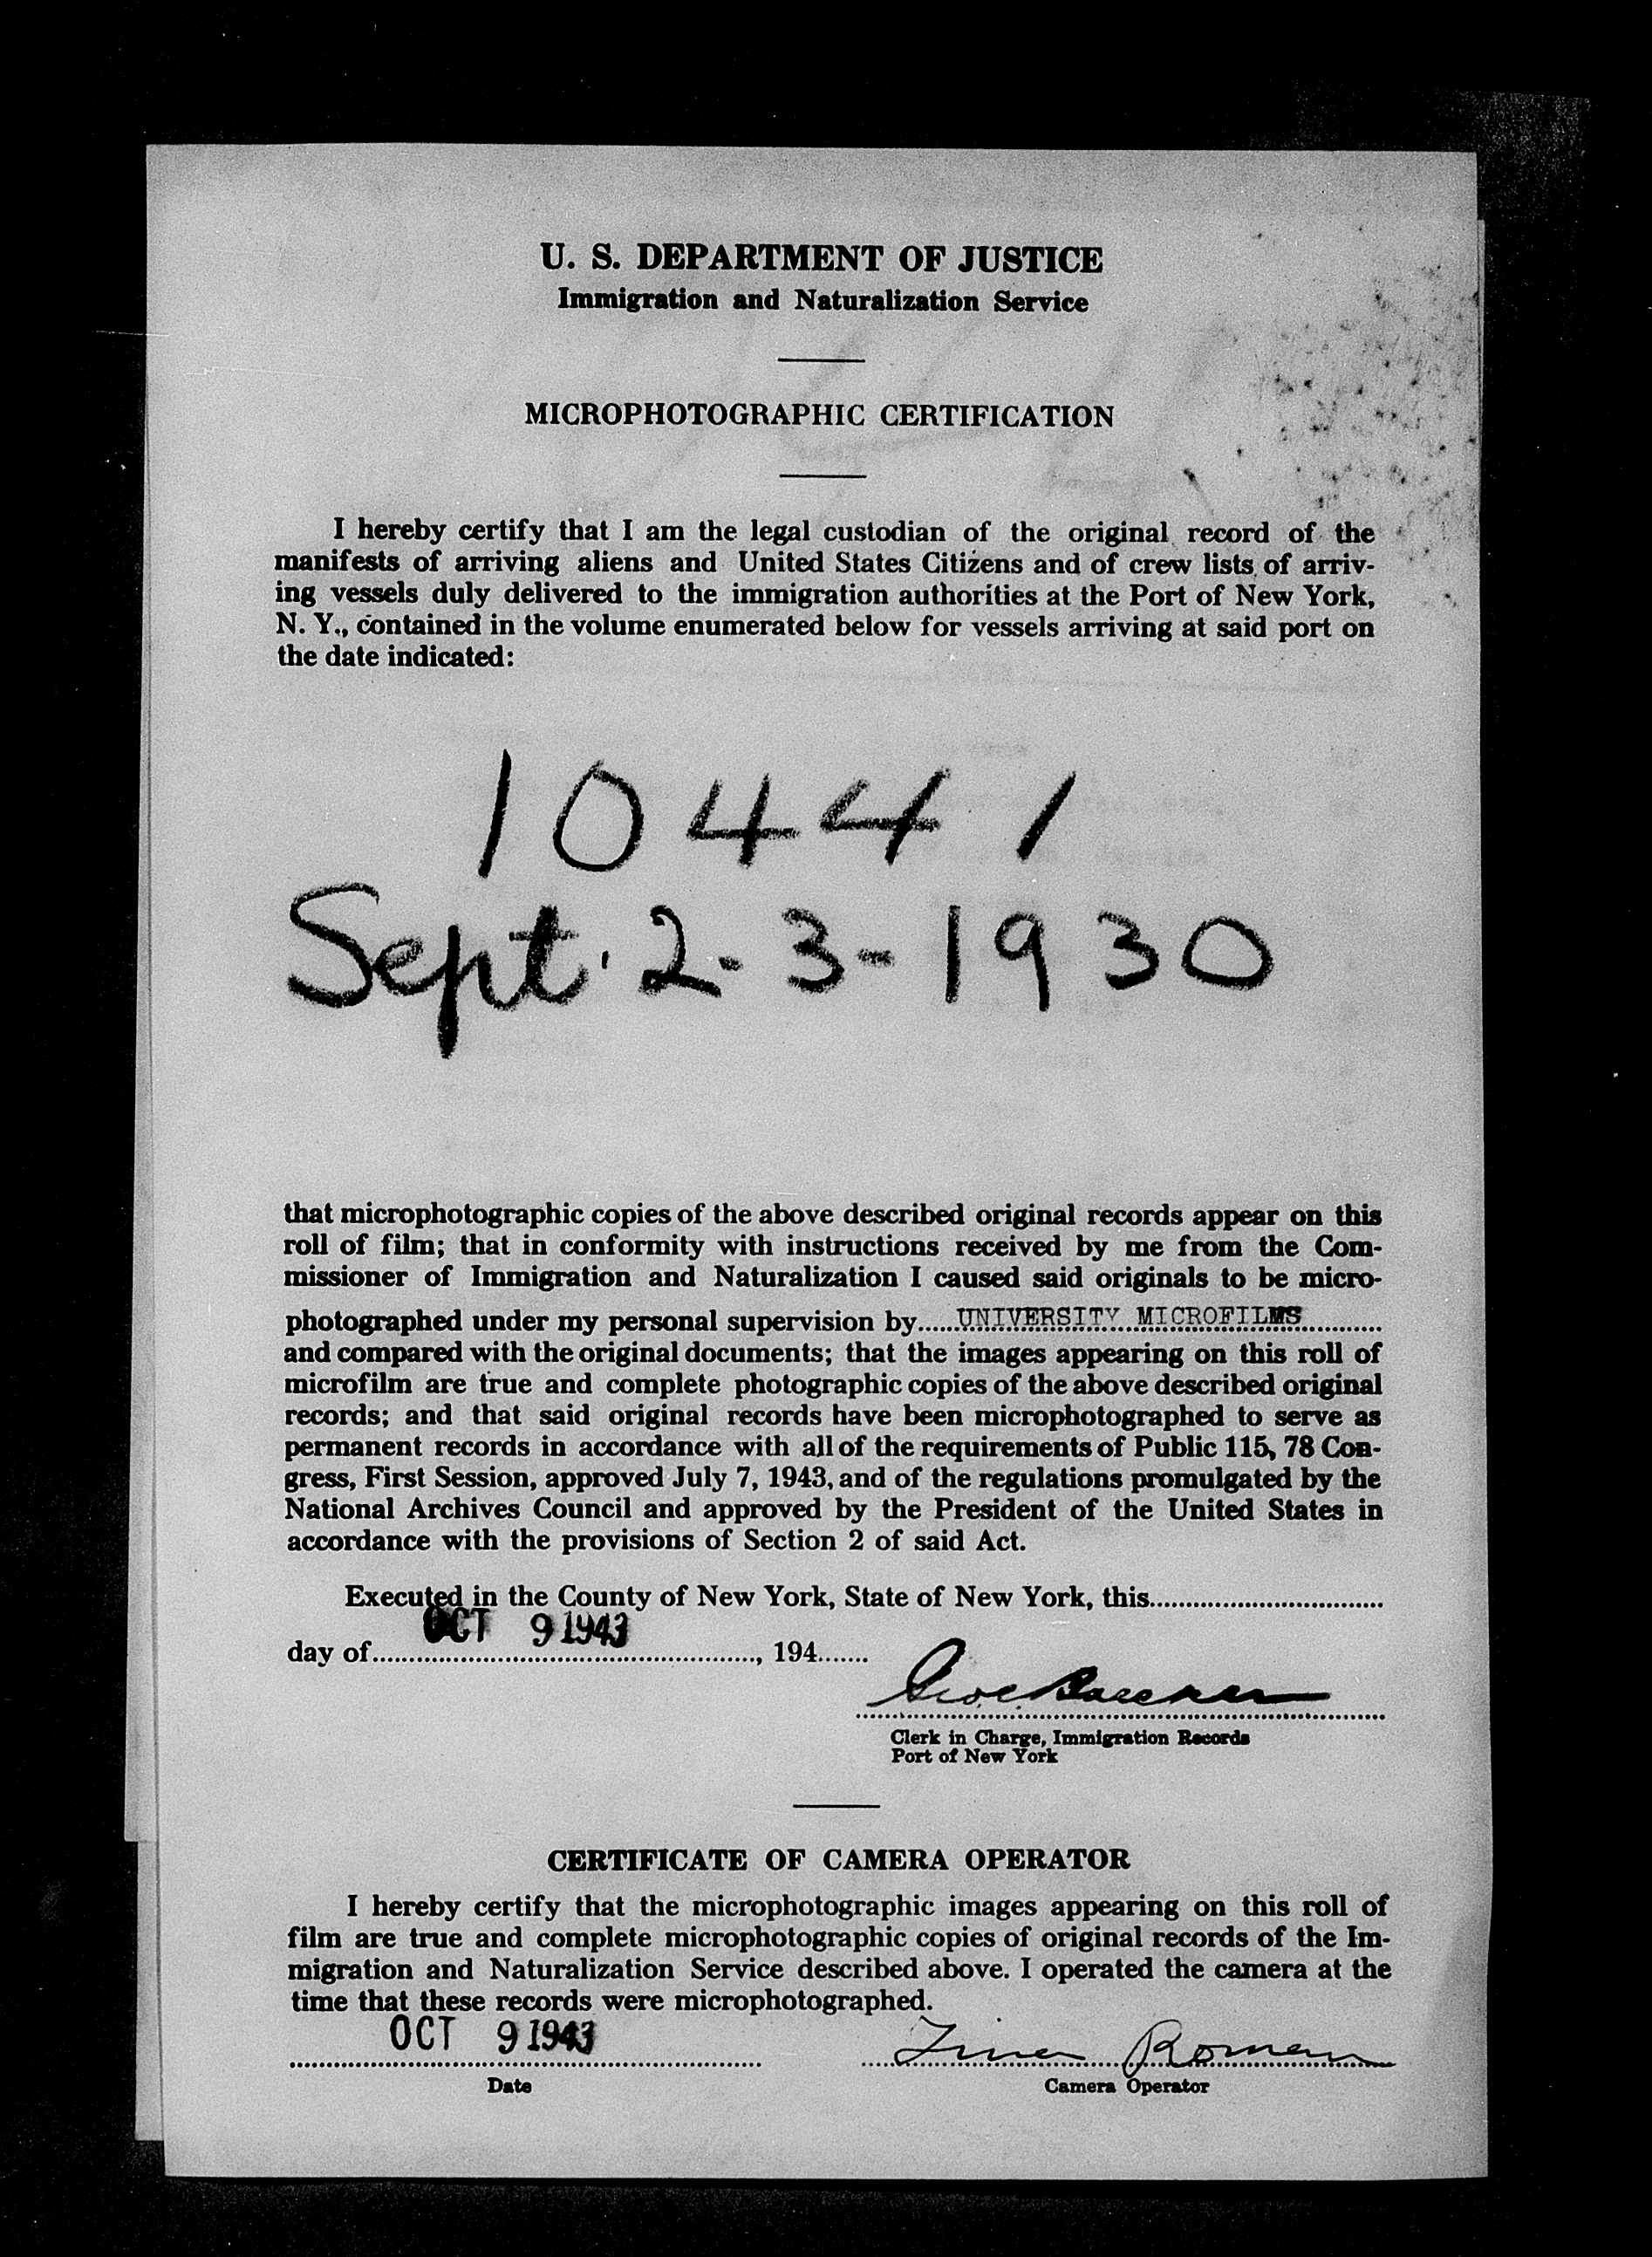 U. S. DEPARTMENT OF JUSTICE
Immigration and Naturalization Service
MICROPHOTOGRAPHIC CERTIFICATION
I hereby certify that I am the legal custodian of the original record of the
manifests of arriving aliens and United States Citizens and of crew lists of arriv-
ing vessels duly delivered to the immigration authorities at the Port of New York,
N. Y., contained in the volume enumerated below for vessels arriving at said port on
the date indicated:
10441
Sept. 2-3-1930
that microphotographic copies of the above described original records appear on this
roll of film; that in conformity with instructions received by me from the Com-
missioner of Immigration and Naturalization I caused said originals to be micro-
photographed under my personal supervision by......UNIVERSITY MICROFILMS............
and compared with the original documents; that the images appearing on this roll of
microfilm are true and complete photographic copies of the above described original
records; and that said original records have been microphotographed to serve as
permanent records in accordance with all of the requirements of Public 115, 78 Con-
gress, First Session, approved July 7, 1943, and of the regulations promulgated by the
National Archives Council and approved by the President of the United States in
accordance with the provisions of Section 2 of said Act.
Executed in the County of New York, State of New York, this................................
OCT 9 1943
day of...................................................., 194.......
Clerk in Charge, Immigration Records
Port of New York
CERTIFICATE OF CAMERA OPERATOR
I hereby certify that the microphotographic images appearing on this roll of
film are true and complete microphotographic copies of original records of the Im-
migration and Naturalization Service described above. I operated the camera at the
time that these records were microphotographed.
OCT 9 1943
Roman
Date
Camera Operator